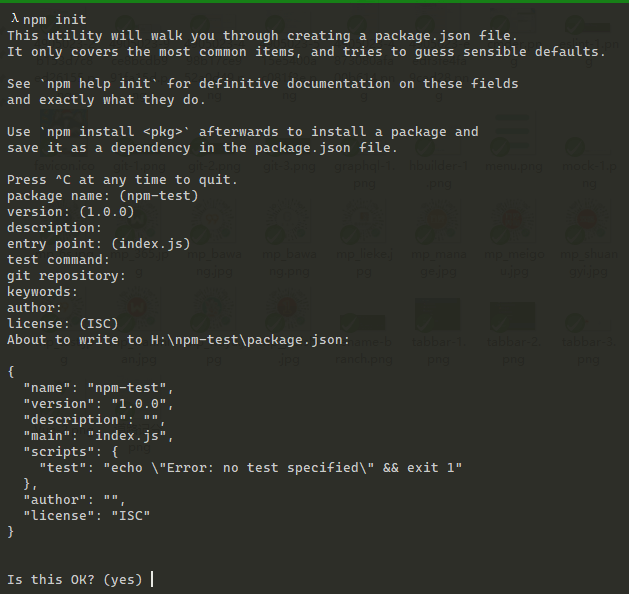 λ npm init
This utility will walk you through creating a package.json file.
It only covers the most common items, and tries to guess sensible defaults.
See `npm help init` for definitive documentation on these fields
and exactly what they do.
Use `npm install <pkg>` afterwards to install a package and
save it as a dependency in the package.json file.
Press ^C at any time to quit.
package name: (npm-test)
version: (1.0.0)
description:
entry point: (index.js)
test command:
git repository:
keywords:
author:
license: (ISC)
About to write to H:\npm-test\package.json:
{
  "name": "npm-test",
  "version": "1.0.0",
  "description": "",
  "main": "index.js",
  "scripts": {
    "test": "echo \"Error: no test specified\" && exit 1"
  },
  "author": "",
  "license": "ISC"
}
Is this OK? (yes)